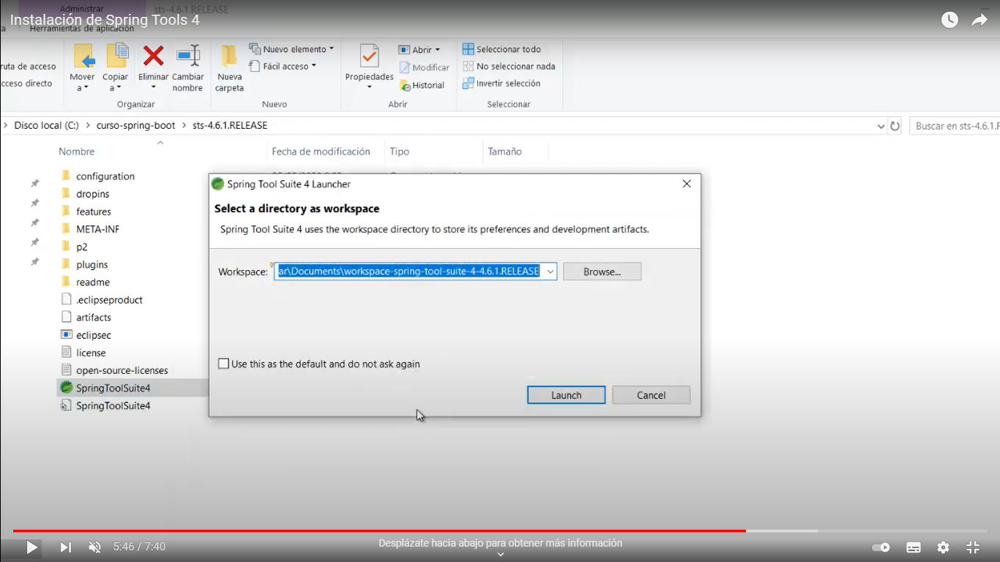 Administrar
sts-4.6.1.RELEASE
Instalación de Spring Tools 4
Herramientas de aplicación
ruta de acceso
cceso directo
Mover a
Copiar a
Eliminar
Cambiar nombre
Organizar
Nueva carpeta
Nuevo elemento
Fácil acceso
Nuevo
Propiedades
Abrir
Modificar
Historial
Abrir
Seleccionar todo
No seleccionar nada
Invertir selección
Seleccionar
Disco local (C:) > curso-spring-boot > sts-4.6.1.RELEASE
Buscar en sts-4.6.1.R
Nombre
Fecha de modificación
Tipo
Tamaño
configuration
dropins
features
META-INF
p2
plugins
readme
.eclipseproduct
artifacts
eclipsec
license
open-source-licenses
SpringToolSuite4
SpringToolSuite4
Spring Tool Suite 4 Launcher
Select a directory as workspace
Spring Tool Suite 4 uses the workspace directory to store its preferences and development artifacts.
Workspace:
ar\Documents\workspace-spring-tool-suite-4-4.6.1.RELEASE
Browse...
Use this as the default and do not ask again
Launch
Cancel
5:46 / 7:40
Desplázate hacia abajo para obtener más información